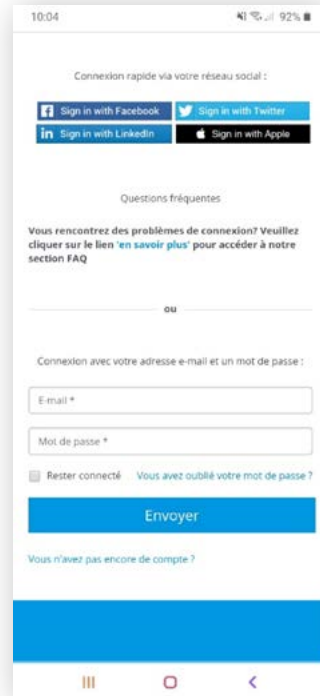 10:04 92%
Connexion rapide via votre réseau social :
Sign in with Facebook Sign in with Twitter
Sign in with LinkedIn Sign in with Apple
Questions fréquentes
Vous rencontrez des problèmes de connexion? Veuillez
cliquer sur le lien 'en savoir plus' pour accéder à notre
section FAQ
ou
Connexion avec votre adresse e-mail et un mot de passe :
E-mail *
Mot de passe *
Rester connecté Vous avez oublié votre mot de passe ?
Envoyer
Vous n'avez pas encore de compte ?